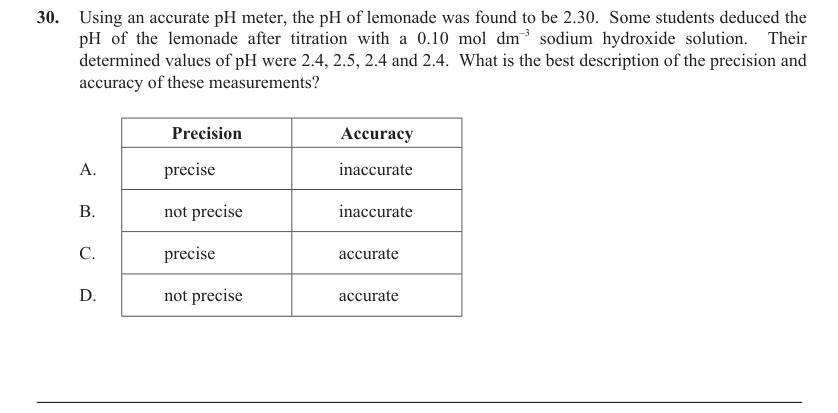 30. Using an accurate pH meter, the pH of lemonade was found to be 2.30. Some students deduced the
pH of the lemonade after titration with a 0.10 mol dm⁻³ sodium hydroxide solution. Their
determined values of pH were 2.4, 2.5, 2.4 and 2.4. What is the best description of the precision and
accuracy of these measurements?
Precision Accuracy
A. precise inaccurate
B. not precise inaccurate
C. precise accurate
D. not precise accurate